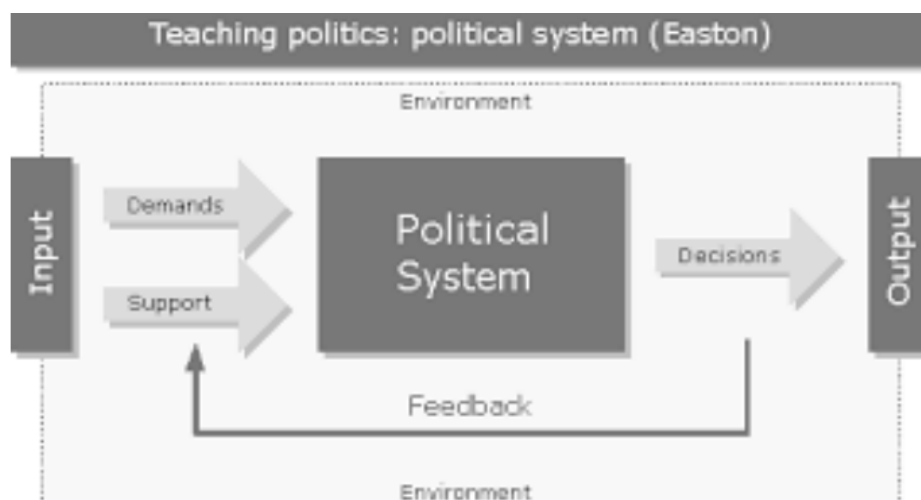 Teaching politics: political system (Easton)
Environment
Input
Demands
Support
Political
System
Decisions
Output
Feedback
Environment